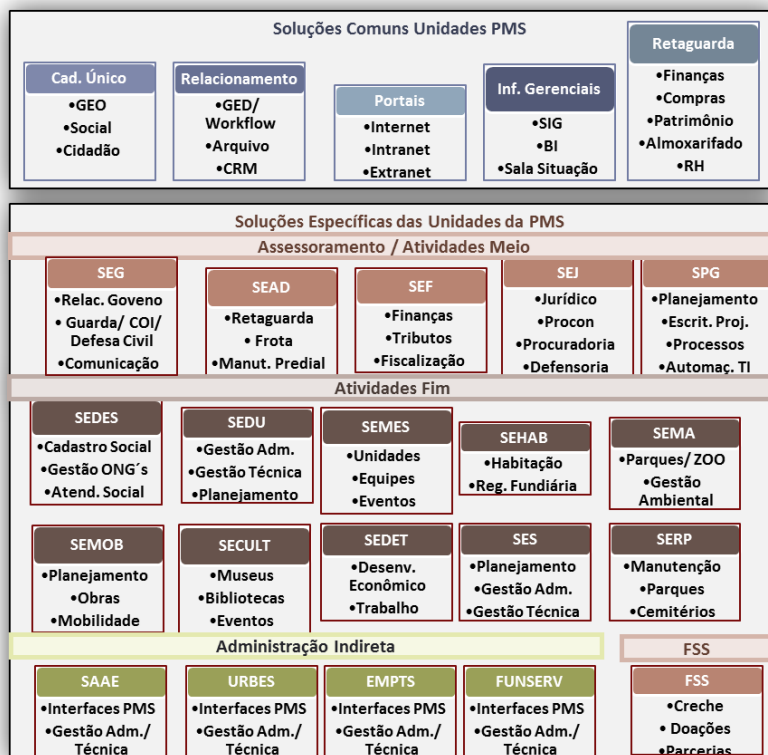 Soluções Comuns Unidades PMS
Cad. Único
•GEO
•Social
•Cidadão
Relacionamento
•GED/
Workflow
•Arquivo
•CRM
Portais
•Internet
•Intranet
•Extranet
Inf. Gerenciais
•SIG
•BI
•Sala Situação
Retaguarda
•Finanças
•Compras
•Patrimônio
•Almoxarifado
•RH
Soluções Específicas das Unidades da PMS
Assessoramento / Atividades Meio
SEG
•Relac. Goveno
• Guarda/ COI/
Defesa Civil
•Comunicação
SEAD
•Retaguarda
• Frota
•Manut. Predial
SEF
•Finanças
•Tributos
•Fiscalização
SEJ
•Jurídico
•Procon
•Procuradoria
•Defensoria
SPG
•Planejamento
•Escrit. Proj.
•Processos
•Automaç. TI
Atividades Fim
SEDES
•Cadastro Social
•Gestão ONG´s
•Atend. Social
SEDU
•Gestão Adm.
•Gestão Técnica
•Planejamento
SEMES
•Unidades
•Equipes
•Eventos
SEHAB
•Habitação
•Reg. Fundiária
SEMA
•Parques/ ZOO
•Gestão
Ambiental
SEMOB
•Planejamento
•Obras
•Mobilidade
SECULT
•Museus
•Bibliotecas
•Eventos
SEDET
•Desenv.
Econômico
•Trabalho
SES
•Planejamento
•Gestão Adm.
•Gestão Técnica
SERP
•Manutenção
•Parques
•Cemitérios
Administração Indireta
FSS
SAAE
•Interfaces PMS
•Gestão Adm./
Técnica
URBES
•Interfaces PMS
•Gestão Adm./
Técnica
EMPTS
•Interfaces PMS
•Gestão Adm./
Técnica
FUNSERV
•Interfaces PMS
•Gestão Adm./
Técnica
FSS
•Creche
• Doações
•Parcerias